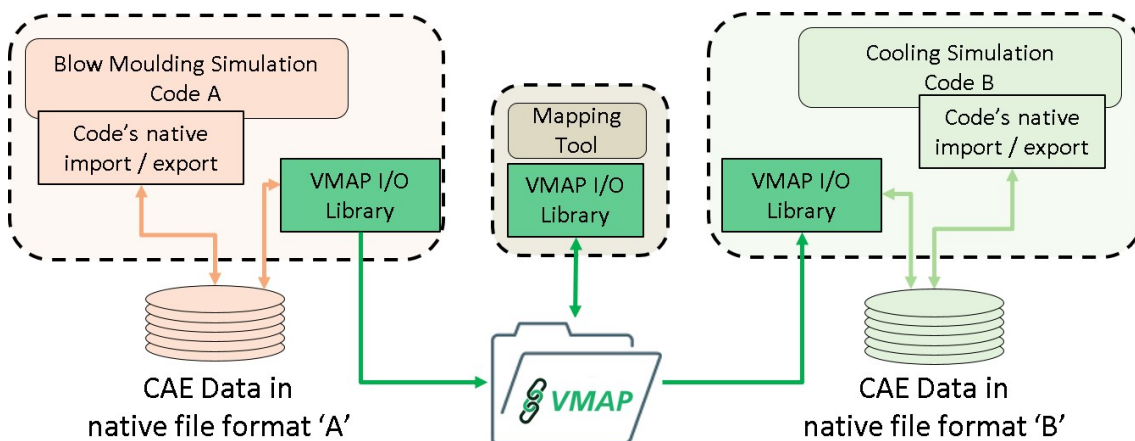 Blow Moulding Simulation
Code A
Code's native
import / export
VMAP I/O
Library
CAE Data in
native file format ‘A’
Mapping
Tool
VMAP I/O
Library
VMAP
Cooling Simulation
Code B
Code's native
import / export
VMAP I/O
Library
CAE Data in
native file format ‘B’